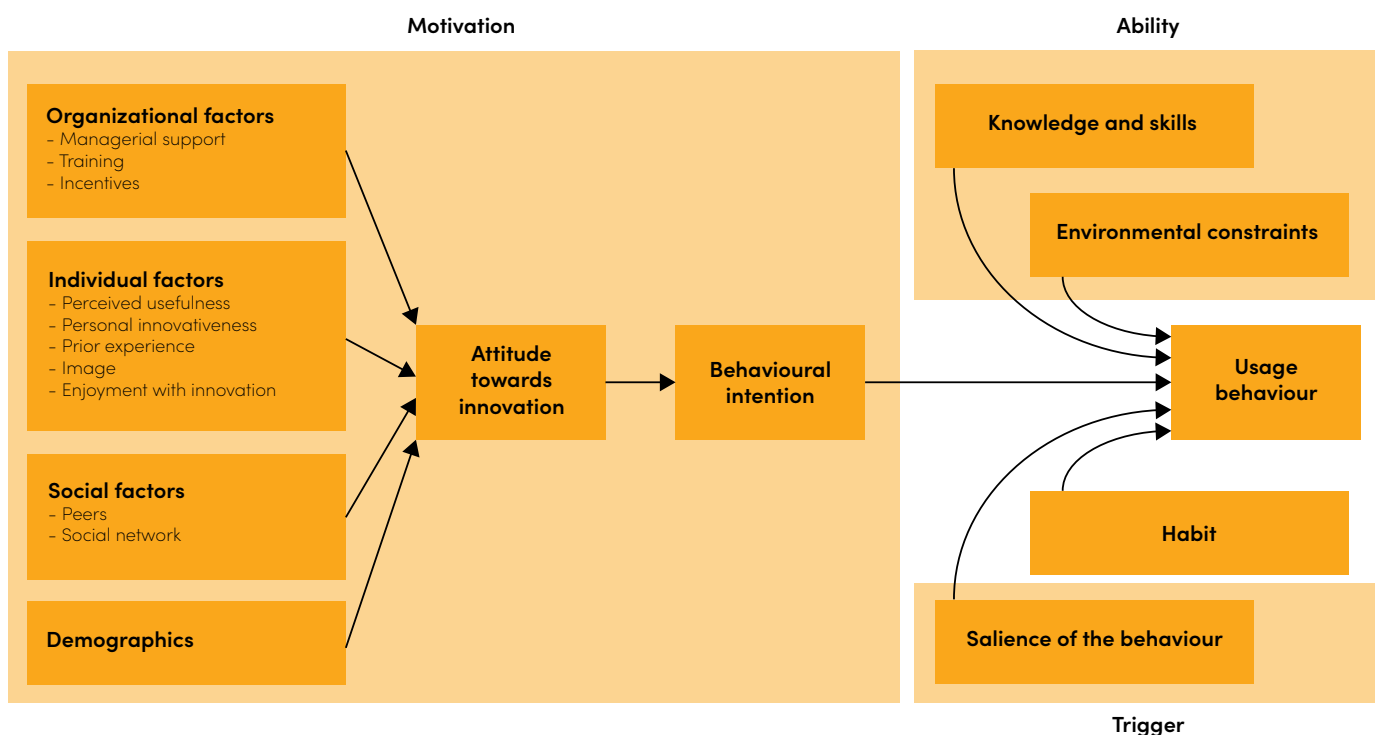 Motivation
Organizational factors
- Managerial support
- Training
- Incentives
Individual factors
- Perceived usefulness
- Personal innovativeness
- Prior experience
- Image
- Enjoyment with innovation
Social factors
- Peers
- Social network
Demographics
Attitude
towards
innovation
Behavioural
intention
Ability
Knowledge and skills
Environmental constraints
Usage
behaviour
Habit
Salience of the behaviour
Trigger